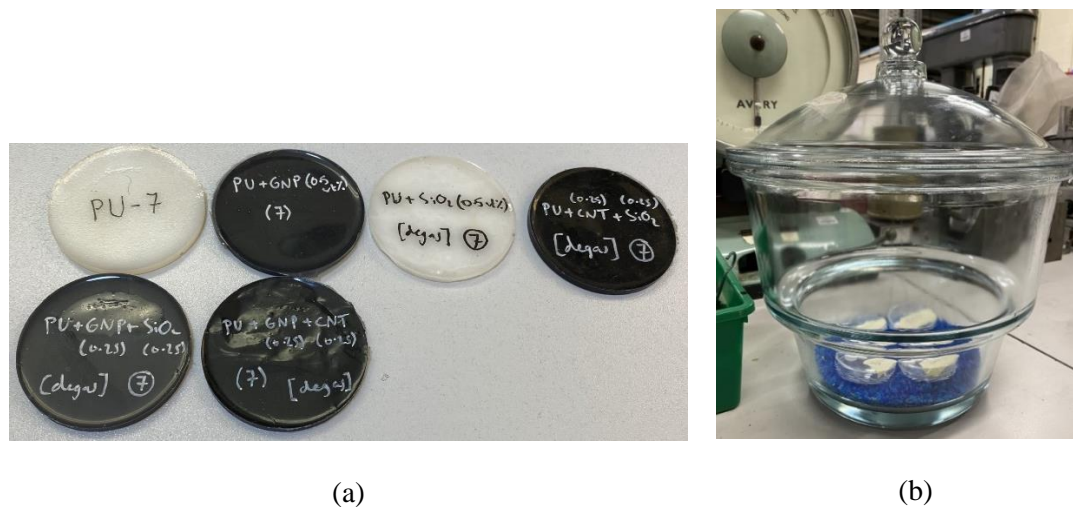 PU-7
PU+GNP (0.5wt%)
(7)
PU+SiO₂ (0.5wt%)
[degas] ⑦
(0.25) (0.25)
PU+CNT+SiO₂
[degas] ⑦
PU+GNP+SiO₂
(0.25) (0.25)
[degas] ⑦
PU+GNP+CNT
(0.25) (0.25)
(7) [degas]
AVERY
(a)
(b)